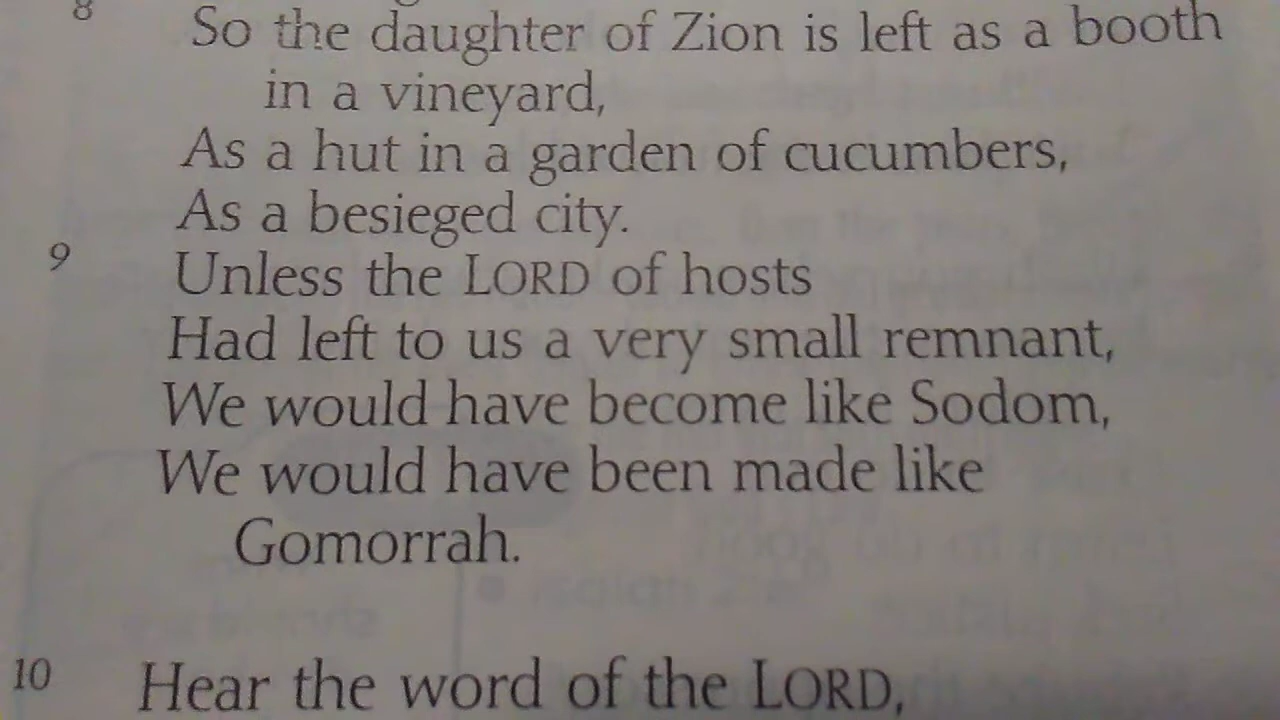 8 So the daughter of Zion is left as a booth
in a vineyard,
As a hut in a garden of cucumbers,
As a besieged city.
9 Unless the LORD of hosts
Had left to us a very small remnant,
We would have become like Sodom,
We would have been made like
Gomorrah.
10 Hear the word of the LORD,